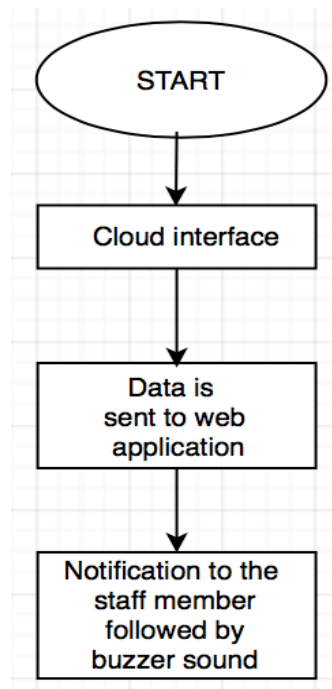 START
Cloud interface
Data is
sent to web
application
Notification to the
staff member
followed by
buzzer sound